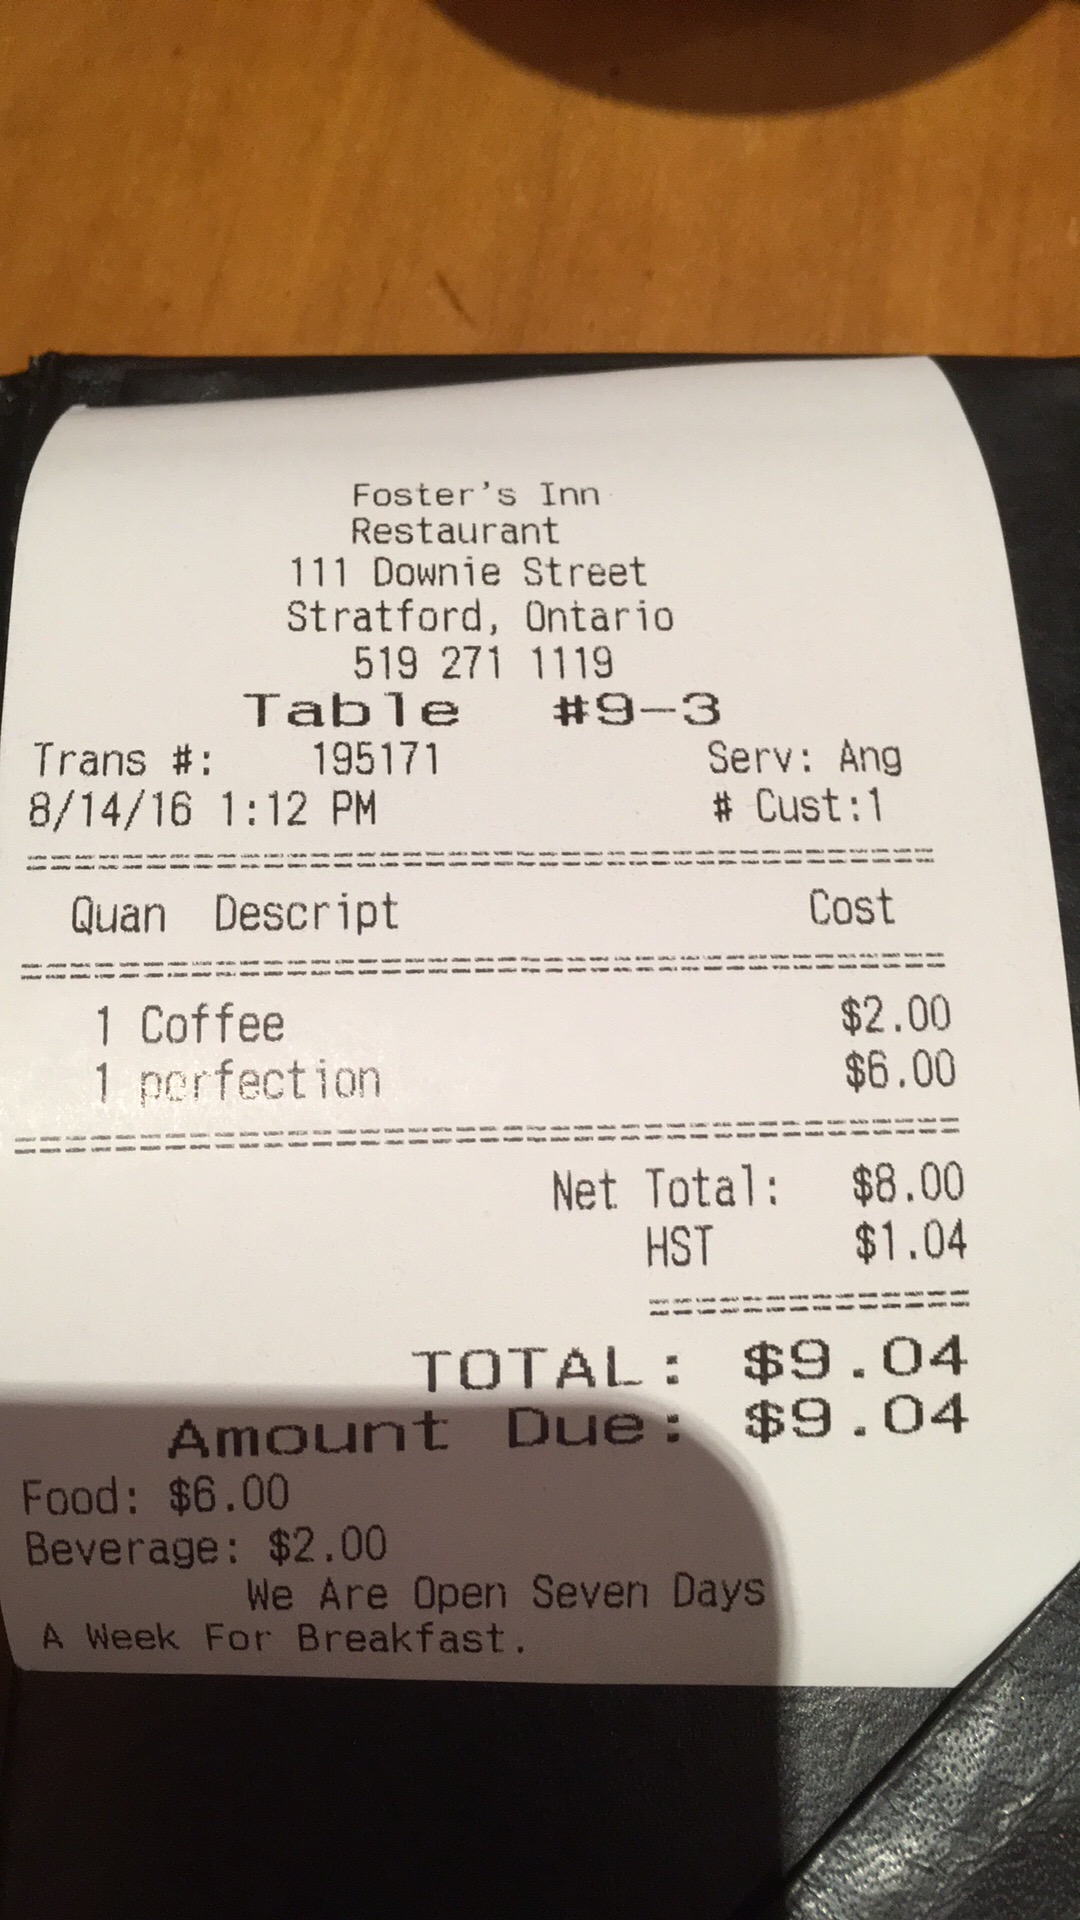 Foster's Inn
Restaurant
111 Downie Street
Stratford, Ontario
519 271 1119
Table #9-3
Trans #: 195171 Serv: Ang
8/14/16 1:12 PM # Cust:1
Quan Descript Cost
1 Coffee $2.00
1 perfection $6.00
Net Total: $8.00
HST $1.04
TOTAL: $9.04
Amount Due: $9.04
Food: $6.00
Beverage: $2.00
We Are Open Seven Days
A Week For Breakfast.